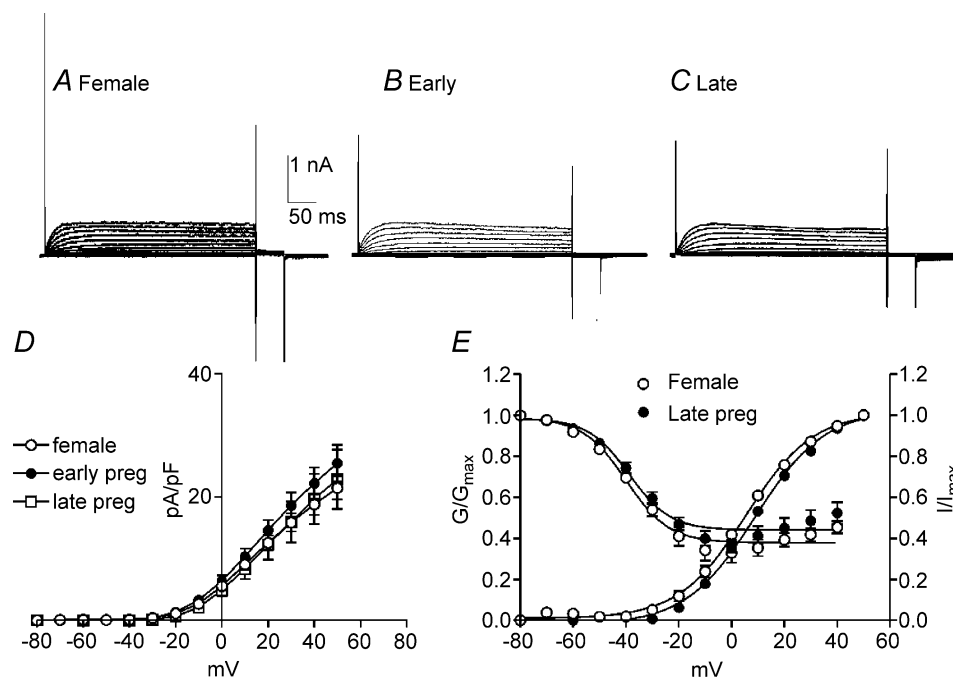 A Female
B Early
C Late
1 nA
50 ms
D
40
20
pA/pF
female
early preg
late preg
-80 -60 -40 -20 0 20 40 60 80
mV
E
Female
Late preg
1.2
1.0
0.8
0.6
0.4
0.2
0.0
G/Gmax
1.2
1.0
0.8
0.6
0.4
0.2
0.0
I/Imax
-80 -60 -40 -20 0 20 40 60
mV